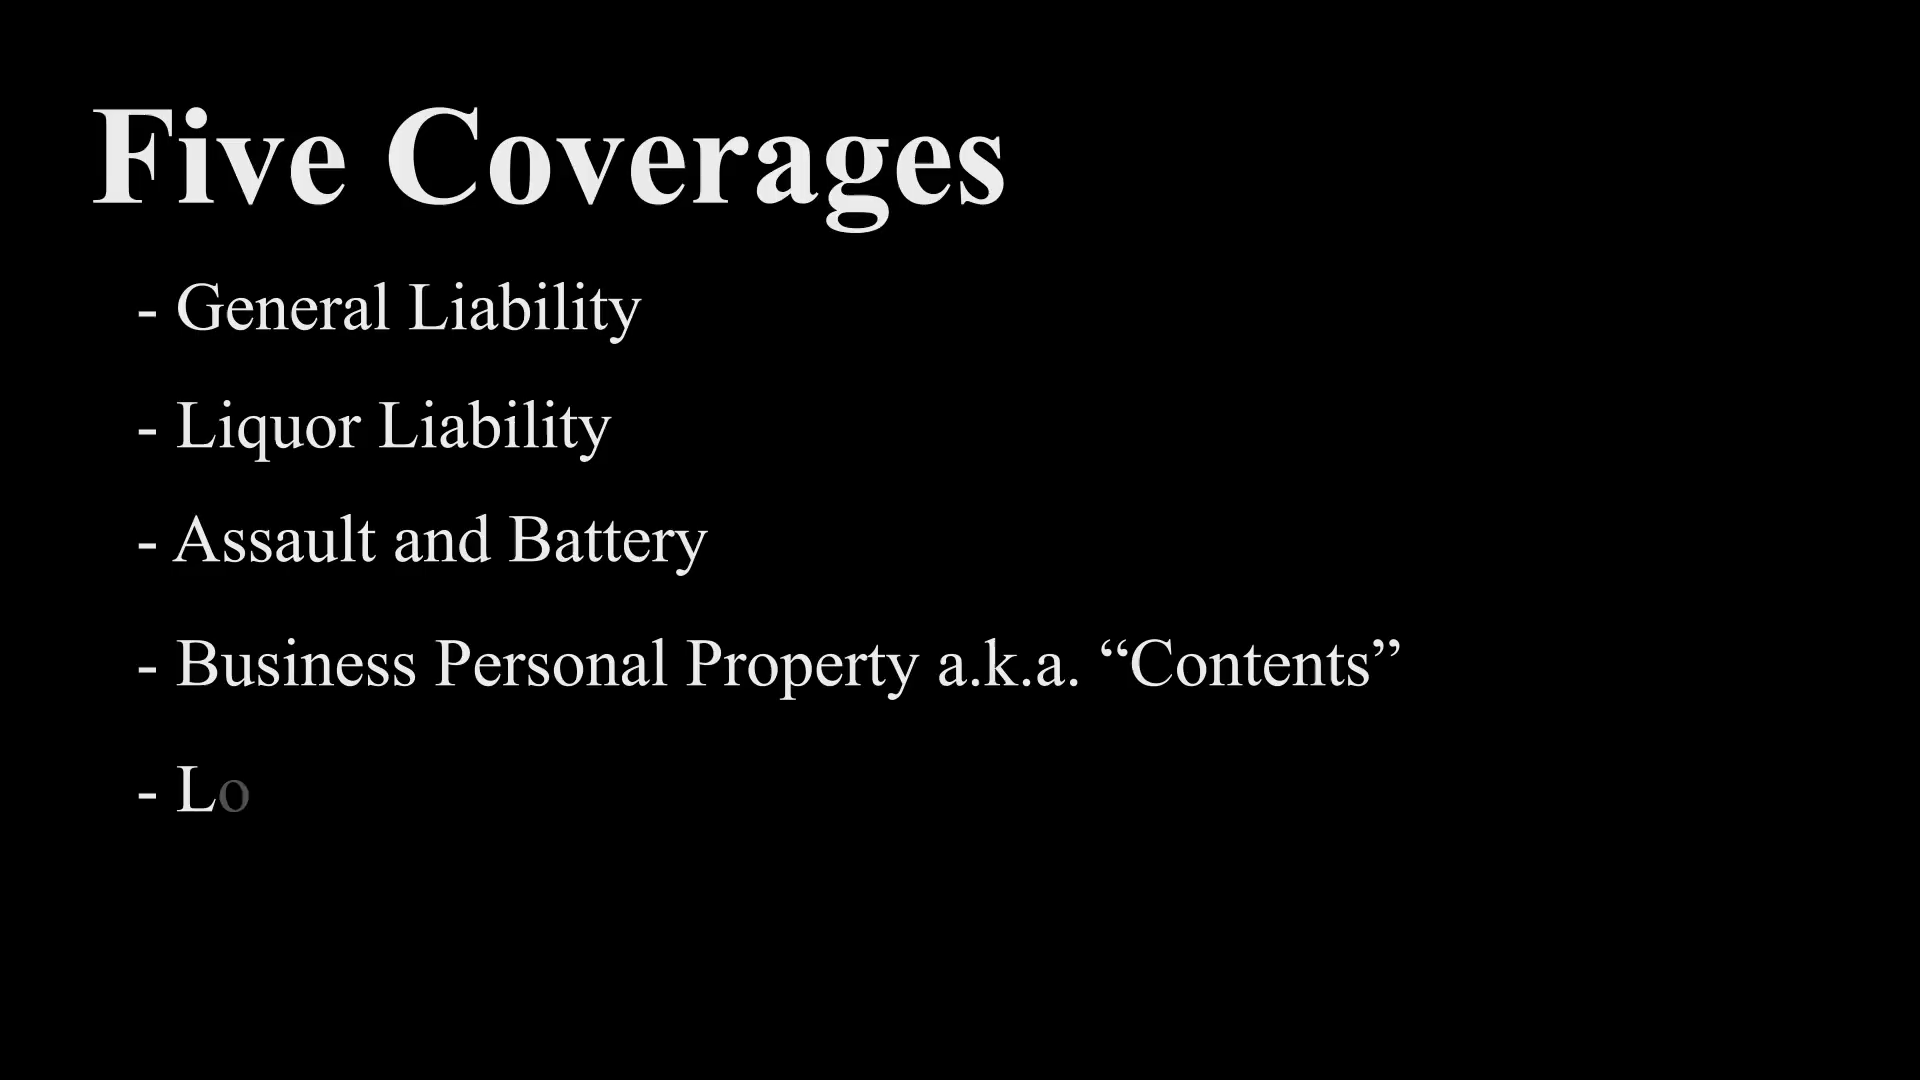 Five Coverages
- General Liability
- Liquor Liability
- Assault and Battery
- Business Personal Property a.k.a. “Contents”
- Lo